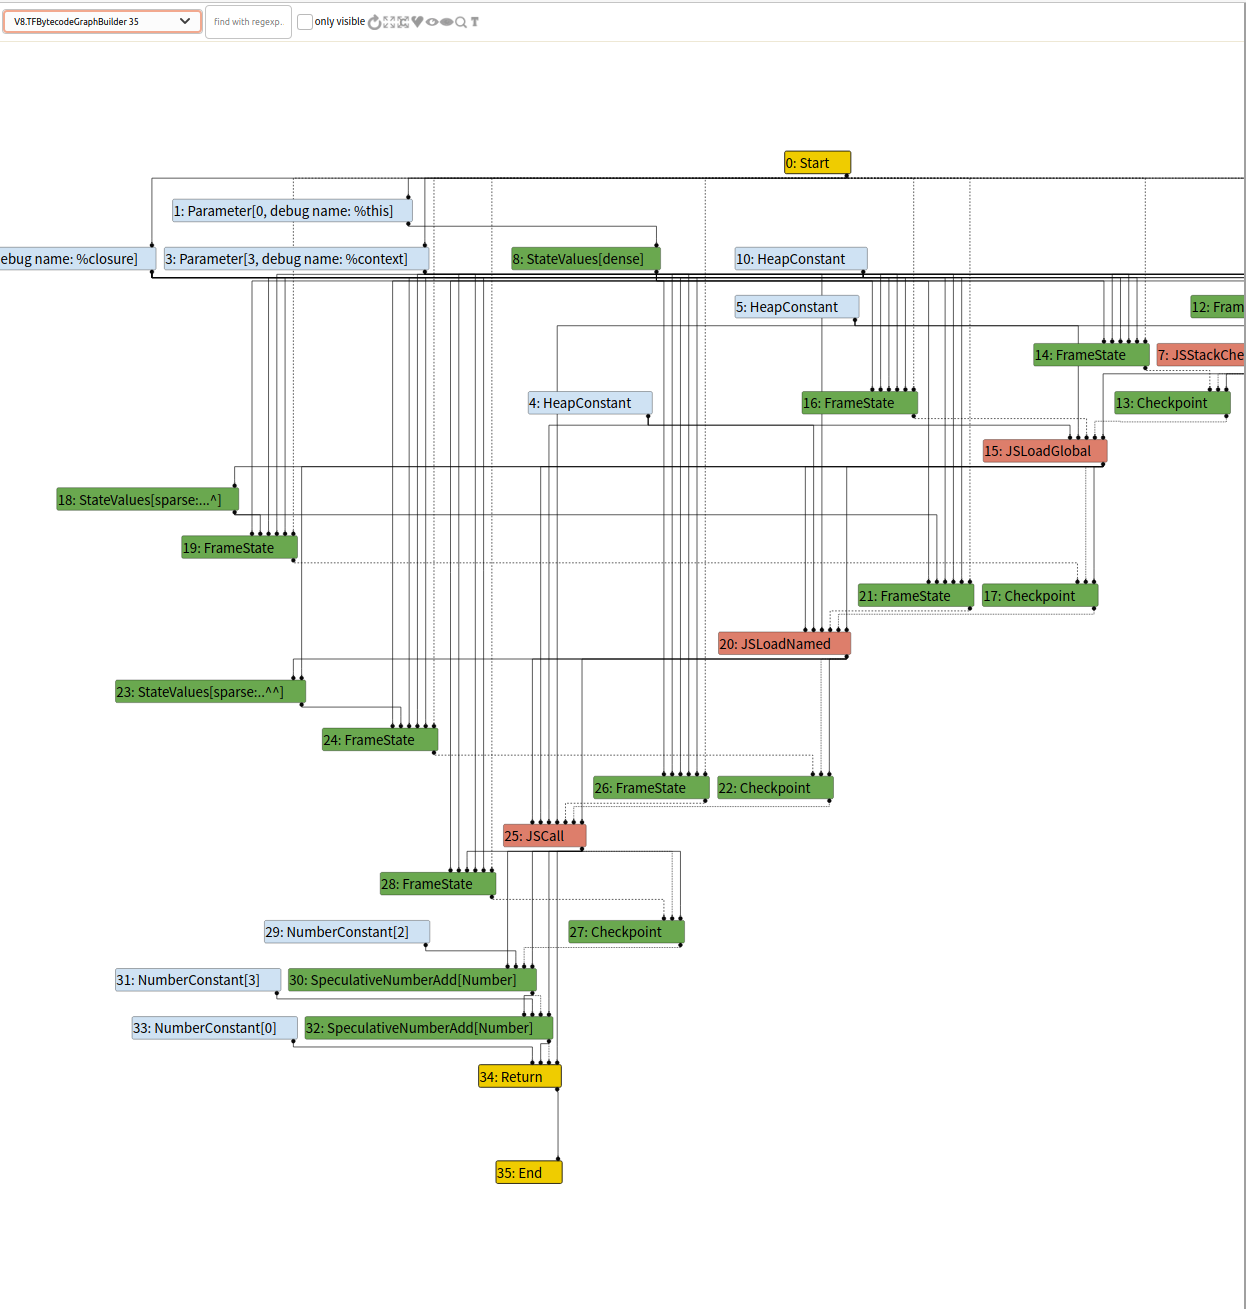 V8.TFBytecodeGraphBuilder 35 find with regexp.. only visible T
0: Start
1: Parameter[0, debug name: %this]
ebug name: %closure] 3: Parameter[3, debug name: %context] 8: StateValues[dense] 10: HeapConstant
5: HeapConstant 12: Fram
14: FrameState 7: JSStackChe
4: HeapConstant 16: FrameState 13: Checkpoint
15: JSLoadGlobal
18: StateValues[sparse:...^]
19: FrameState
21: FrameState 17: Checkpoint
20: JSLoadNamed
23: StateValues[sparse:..^^]
24: FrameState
26: FrameState 22: Checkpoint
25: JSCall
28: FrameState
29: NumberConstant[2] 27: Checkpoint
31: NumberConstant[3] 30: SpeculativeNumberAdd[Number]
33: NumberConstant[0] 32: SpeculativeNumberAdd[Number]
34: Return
35: End